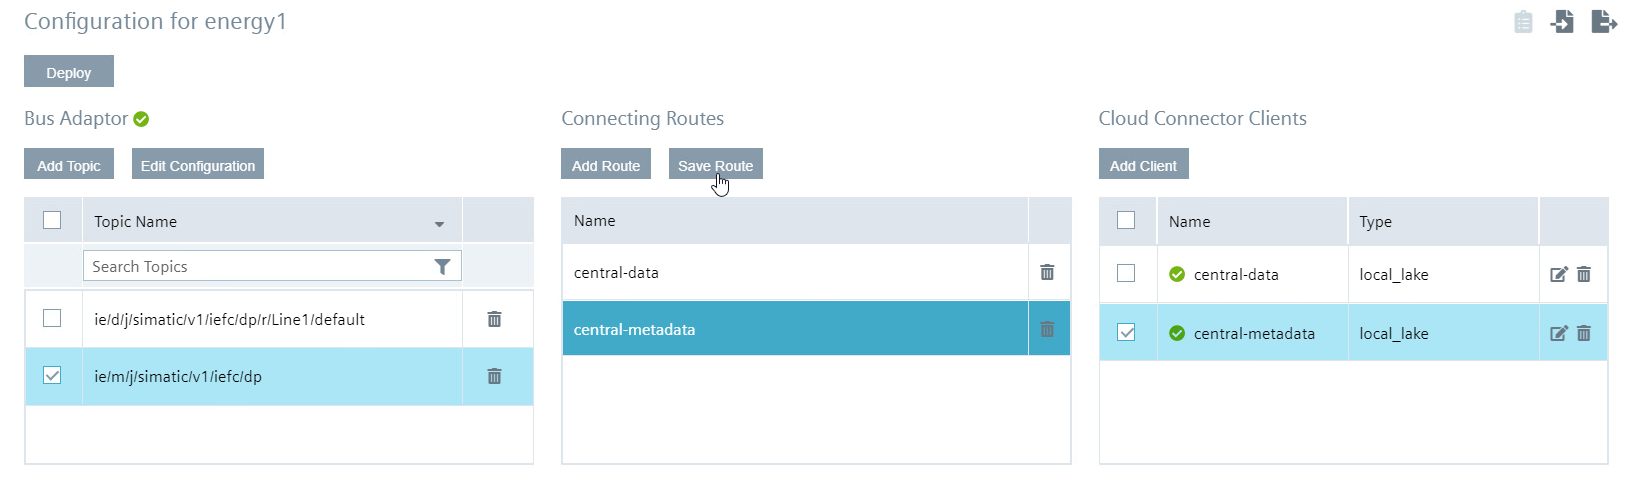 Configuration for energy1
Deploy
Bus Adaptor
Add Topic Edit Configuration
Topic Name
Search Topics
ie/d/j/simatic/v1/iefc/dp/r/Line1/default
ie/m/j/simatic/v1/iefc/dp
Connecting Routes
Add Route Save Route
Name
central-data
central-metadata
Cloud Connector Clients
Add Client
Name Type
central-data local_lake
central-metadata local_lake